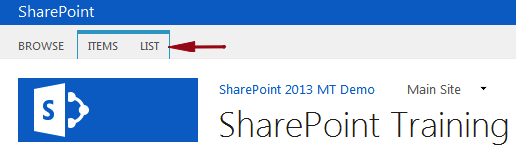 SharePoint
BROWSE ITEMS LIST
S
SharePoint 2013 MT Demo Main Site
SharePoint Training